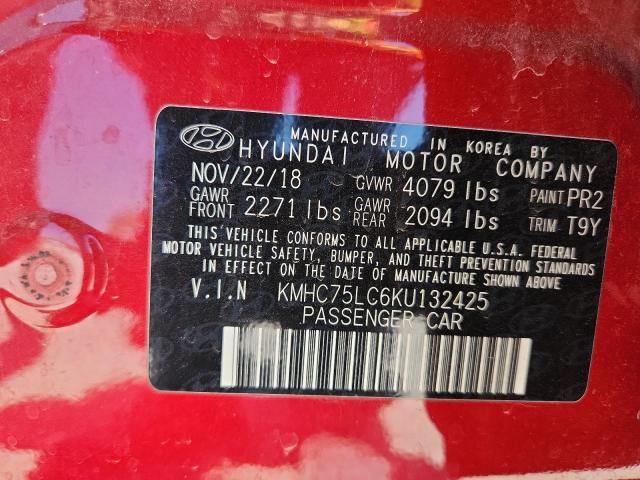 MANUFACTURED IN KOREA BY
HYUNDAI MOTOR COMPANY
NOV/22/18 GVWR 4079 lbs PAINT PR2
GAWR FRONT 2271 lbs GAWR REAR 2094 lbs TRIM T9Y
THIS VEHICLE CONFORMS TO ALL APPLICABLE U.S.A. FEDERAL
MOTOR VEHICLE SAFETY, BUMPER, AND THEFT PREVENTION STANDARDS
IN EFFECT ON THE DATE OF MANUFACTURE SHOWN ABOVE
V.I.N KMHC75LC6KU132425
PASSENGER CAR